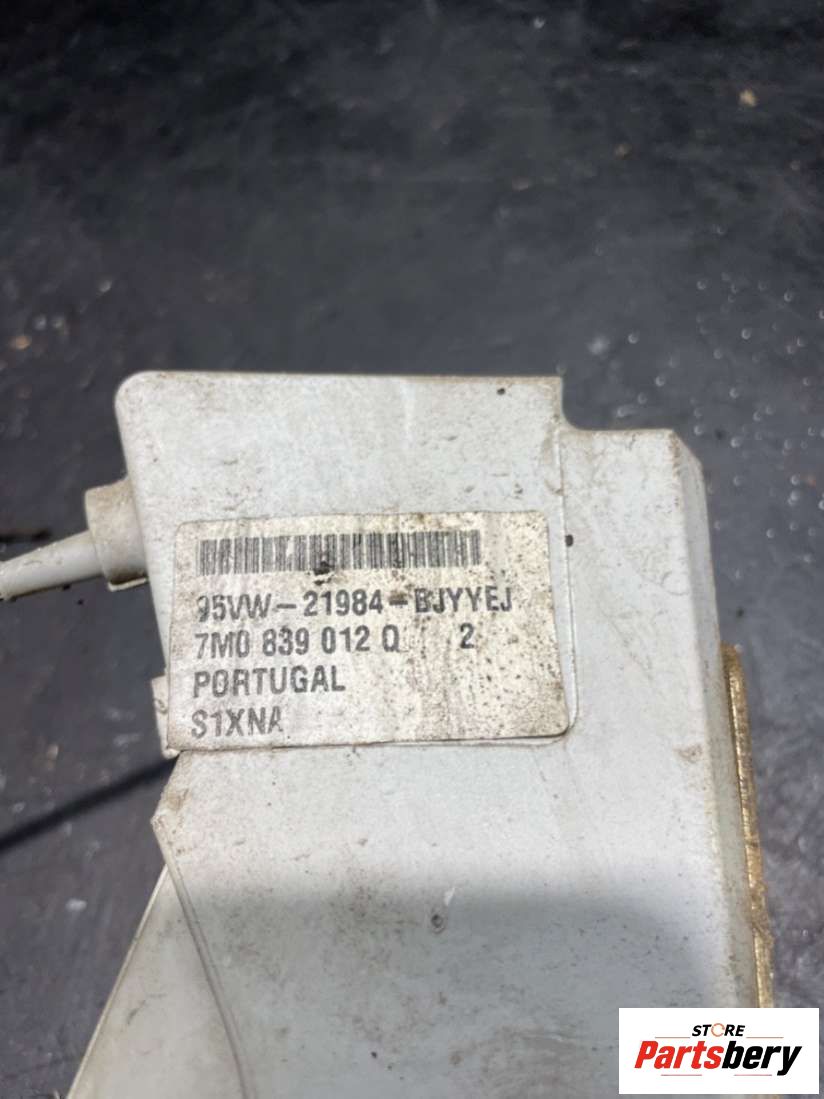 95VW-21984-BJYYEJ
7M0 839 012 Q 2
PORTUGAL
S1XNA
STORE
Partsbery